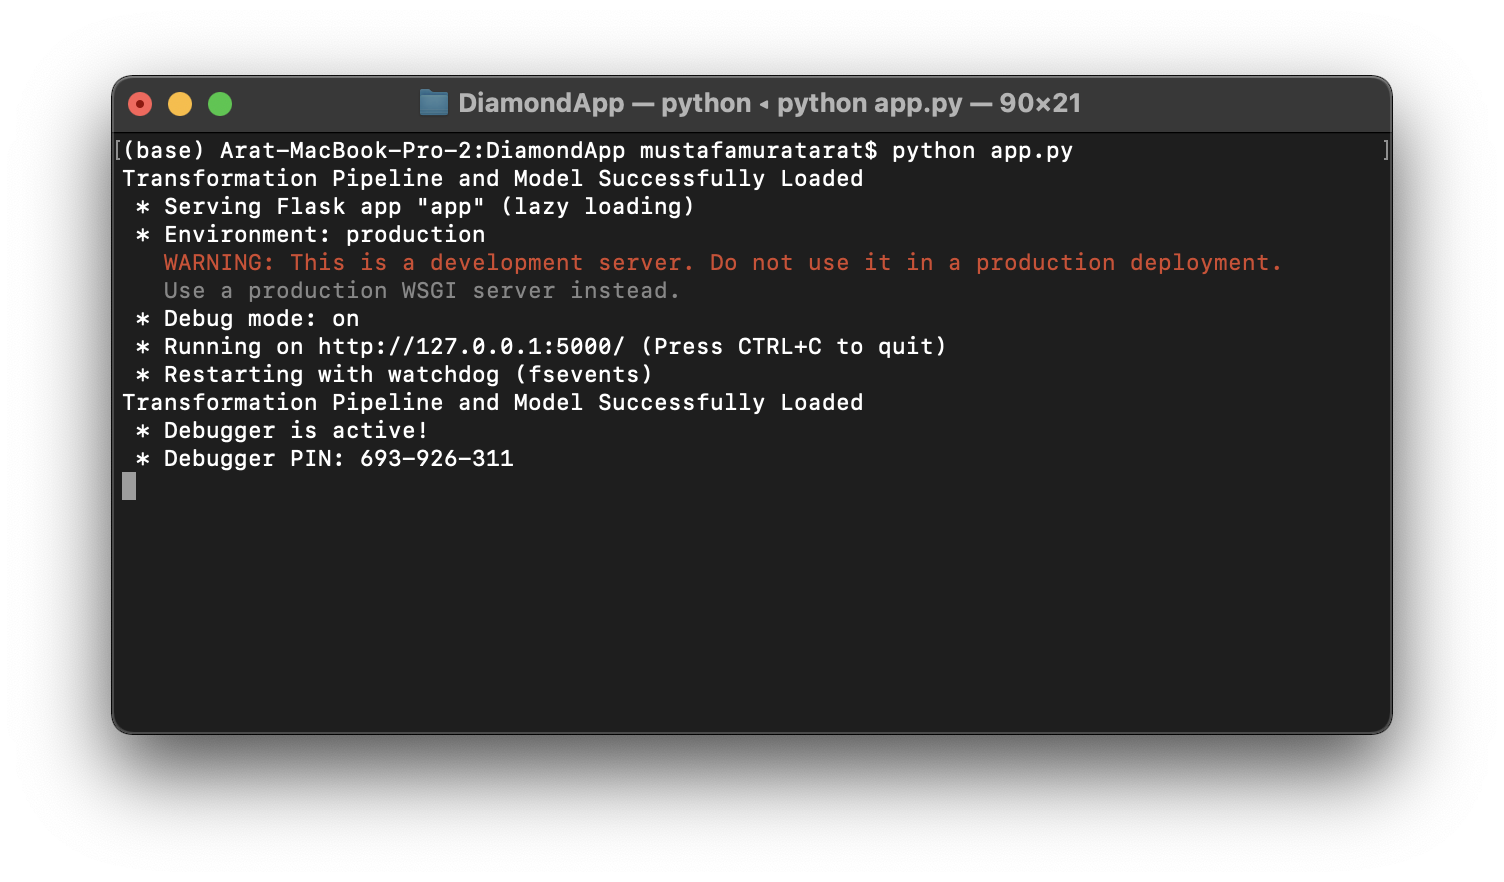 DiamondApp — python ◂ python app.py — 90×21
[(base) Arat-MacBook-Pro-2:DiamondApp mustafamuratarat$ python app.py ]
Transformation Pipeline and Model Successfully Loaded
 * Serving Flask app "app" (lazy loading)
 * Environment: production
   WARNING: This is a development server. Do not use it in a production deployment.
   Use a production WSGI server instead.
 * Debug mode: on
 * Running on http://127.0.0.1:5000/ (Press CTRL+C to quit)
 * Restarting with watchdog (fsevents)
Transformation Pipeline and Model Successfully Loaded
 * Debugger is active!
 * Debugger PIN: 693-926-311